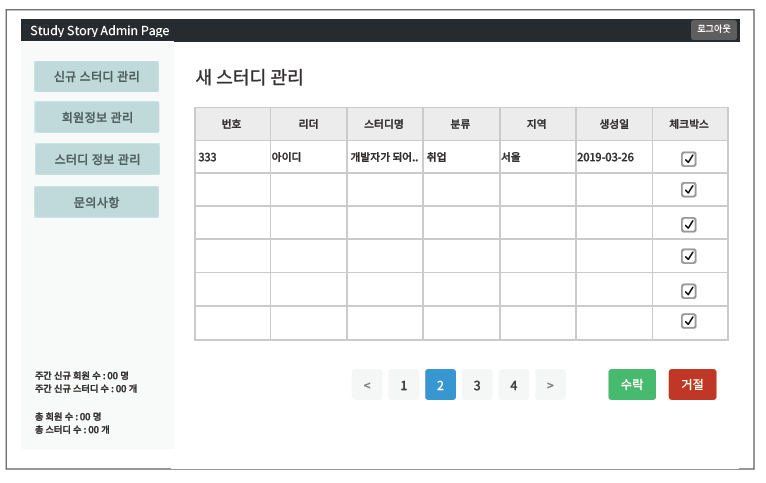 Study Story Admin Page
로그아웃
신규 스터디 관리
회원정보 관리
스터디 정보 관리
문의사항
주간 신규 회원 수 : 00 명
주간 신규 스터디 수 : 00 개
총 회원 수 : 00 명
총 스터디 수 : 00 개
새 스터디 관리
번호 리더 스터디명 분류 지역 생성일 체크박스
333 아이디 개발자가 되어.. 취업 서울 2019-03-26
< 1 2 3 4 > 수락 거절